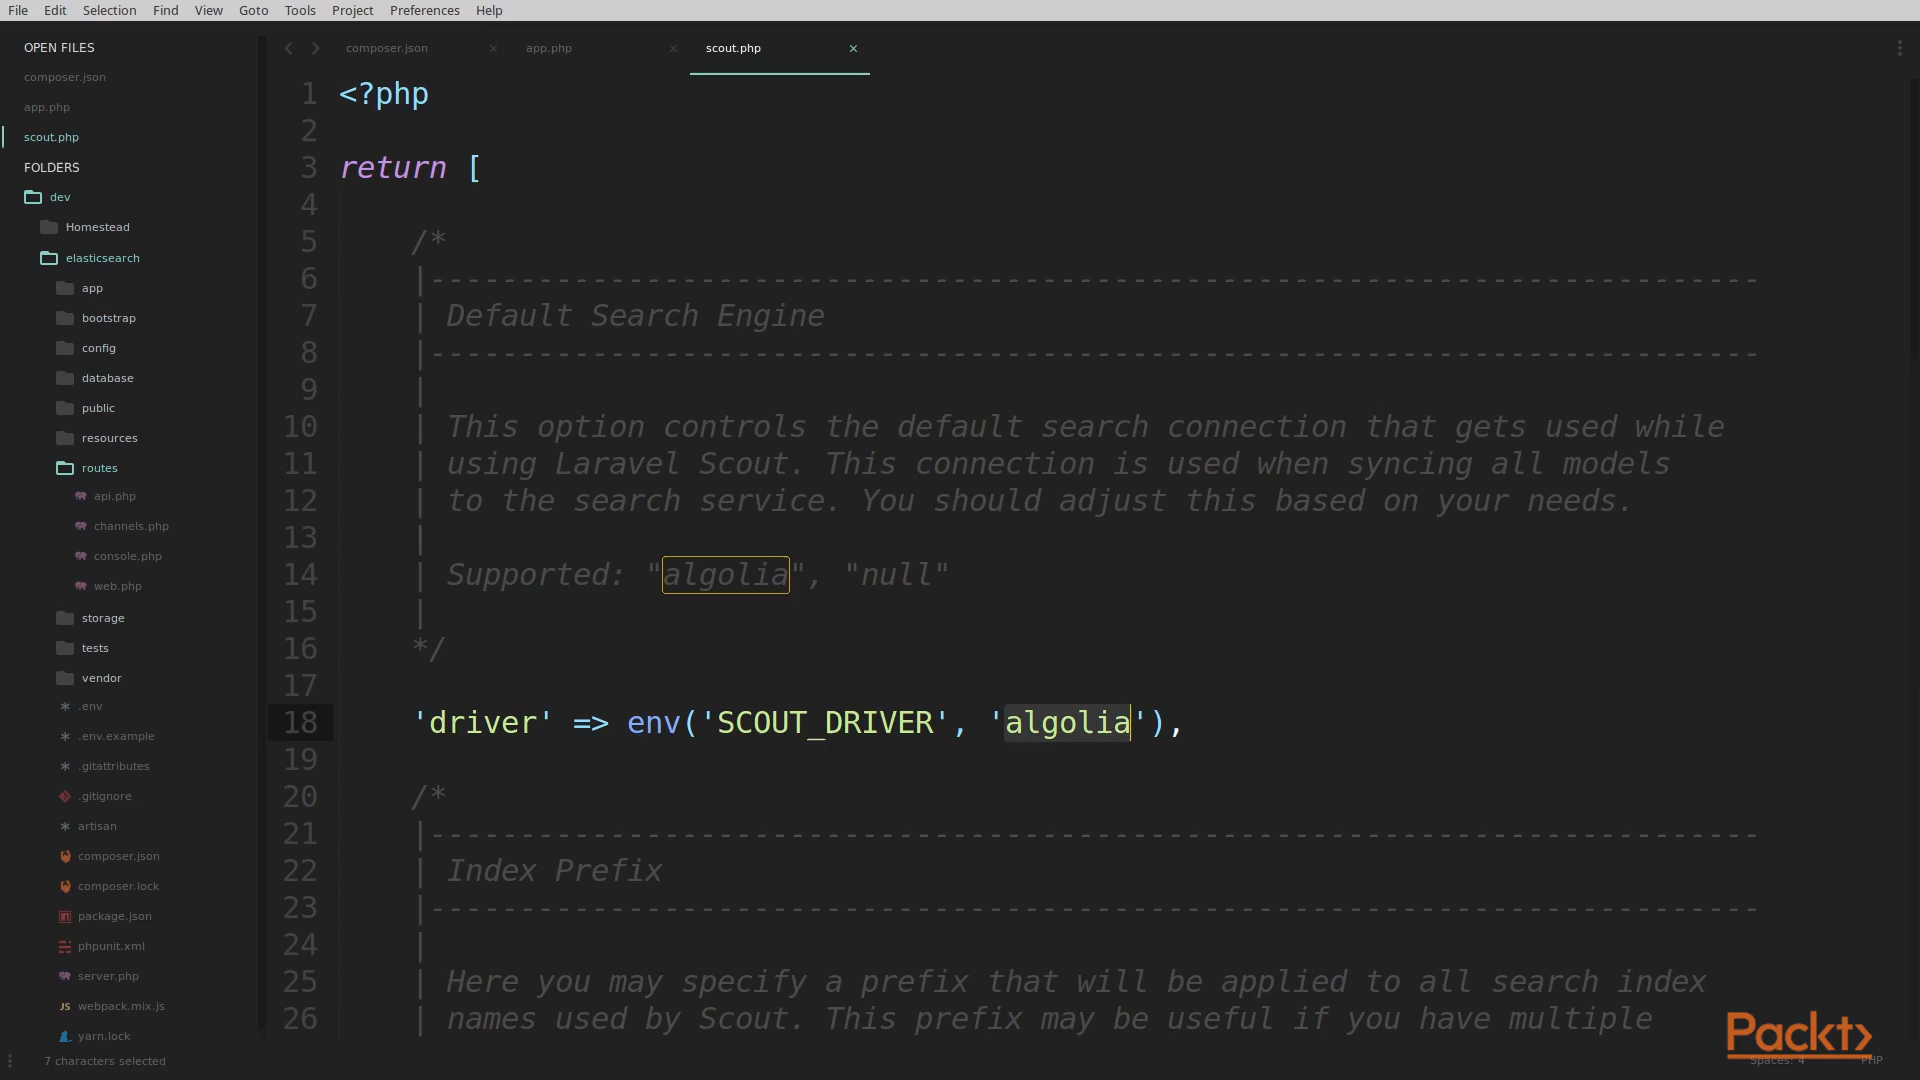 File Edit Selection Find View Goto Tools Project Preferences Help
OPEN FILES
composer.json
app.php
scout.php
FOLDERS
dev
Homestead
elasticsearch
app
bootstrap
config
database
public
resources
routes
api.php
channels.php
console.php
web.php
storage
tests
vendor
.env
.env.example
.gitattributes
.gitignore
artisan
composer.json
composer.lock
package.json
phpunit.xml
server.php
JS webpack.mix.js
yarn.lock
composer.json × app.php × scout.php ×
1 <?php
2
3 return [
4
5 /*
6 |--------------------------------------------------------------------------
7 | Default Search Engine
8 |--------------------------------------------------------------------------
9 |
10 | This option controls the default search connection that gets used while
11 | using Laravel Scout. This connection is used when syncing all models
12 | to the search service. You should adjust this based on your needs.
13 |
14 | Supported: "algolia", "null"
15 |
16 */
17
18 'driver' => env('SCOUT_DRIVER', 'algolia'),
19
20 /*
21 |--------------------------------------------------------------------------
22 | Index Prefix
23 |--------------------------------------------------------------------------
24 |
25 | Here you may specify a prefix that will be applied to all search index
26 | names used by Scout. This prefix may be useful if you have multiple
Packt>
7 characters selected
Spaces: 4 PHP